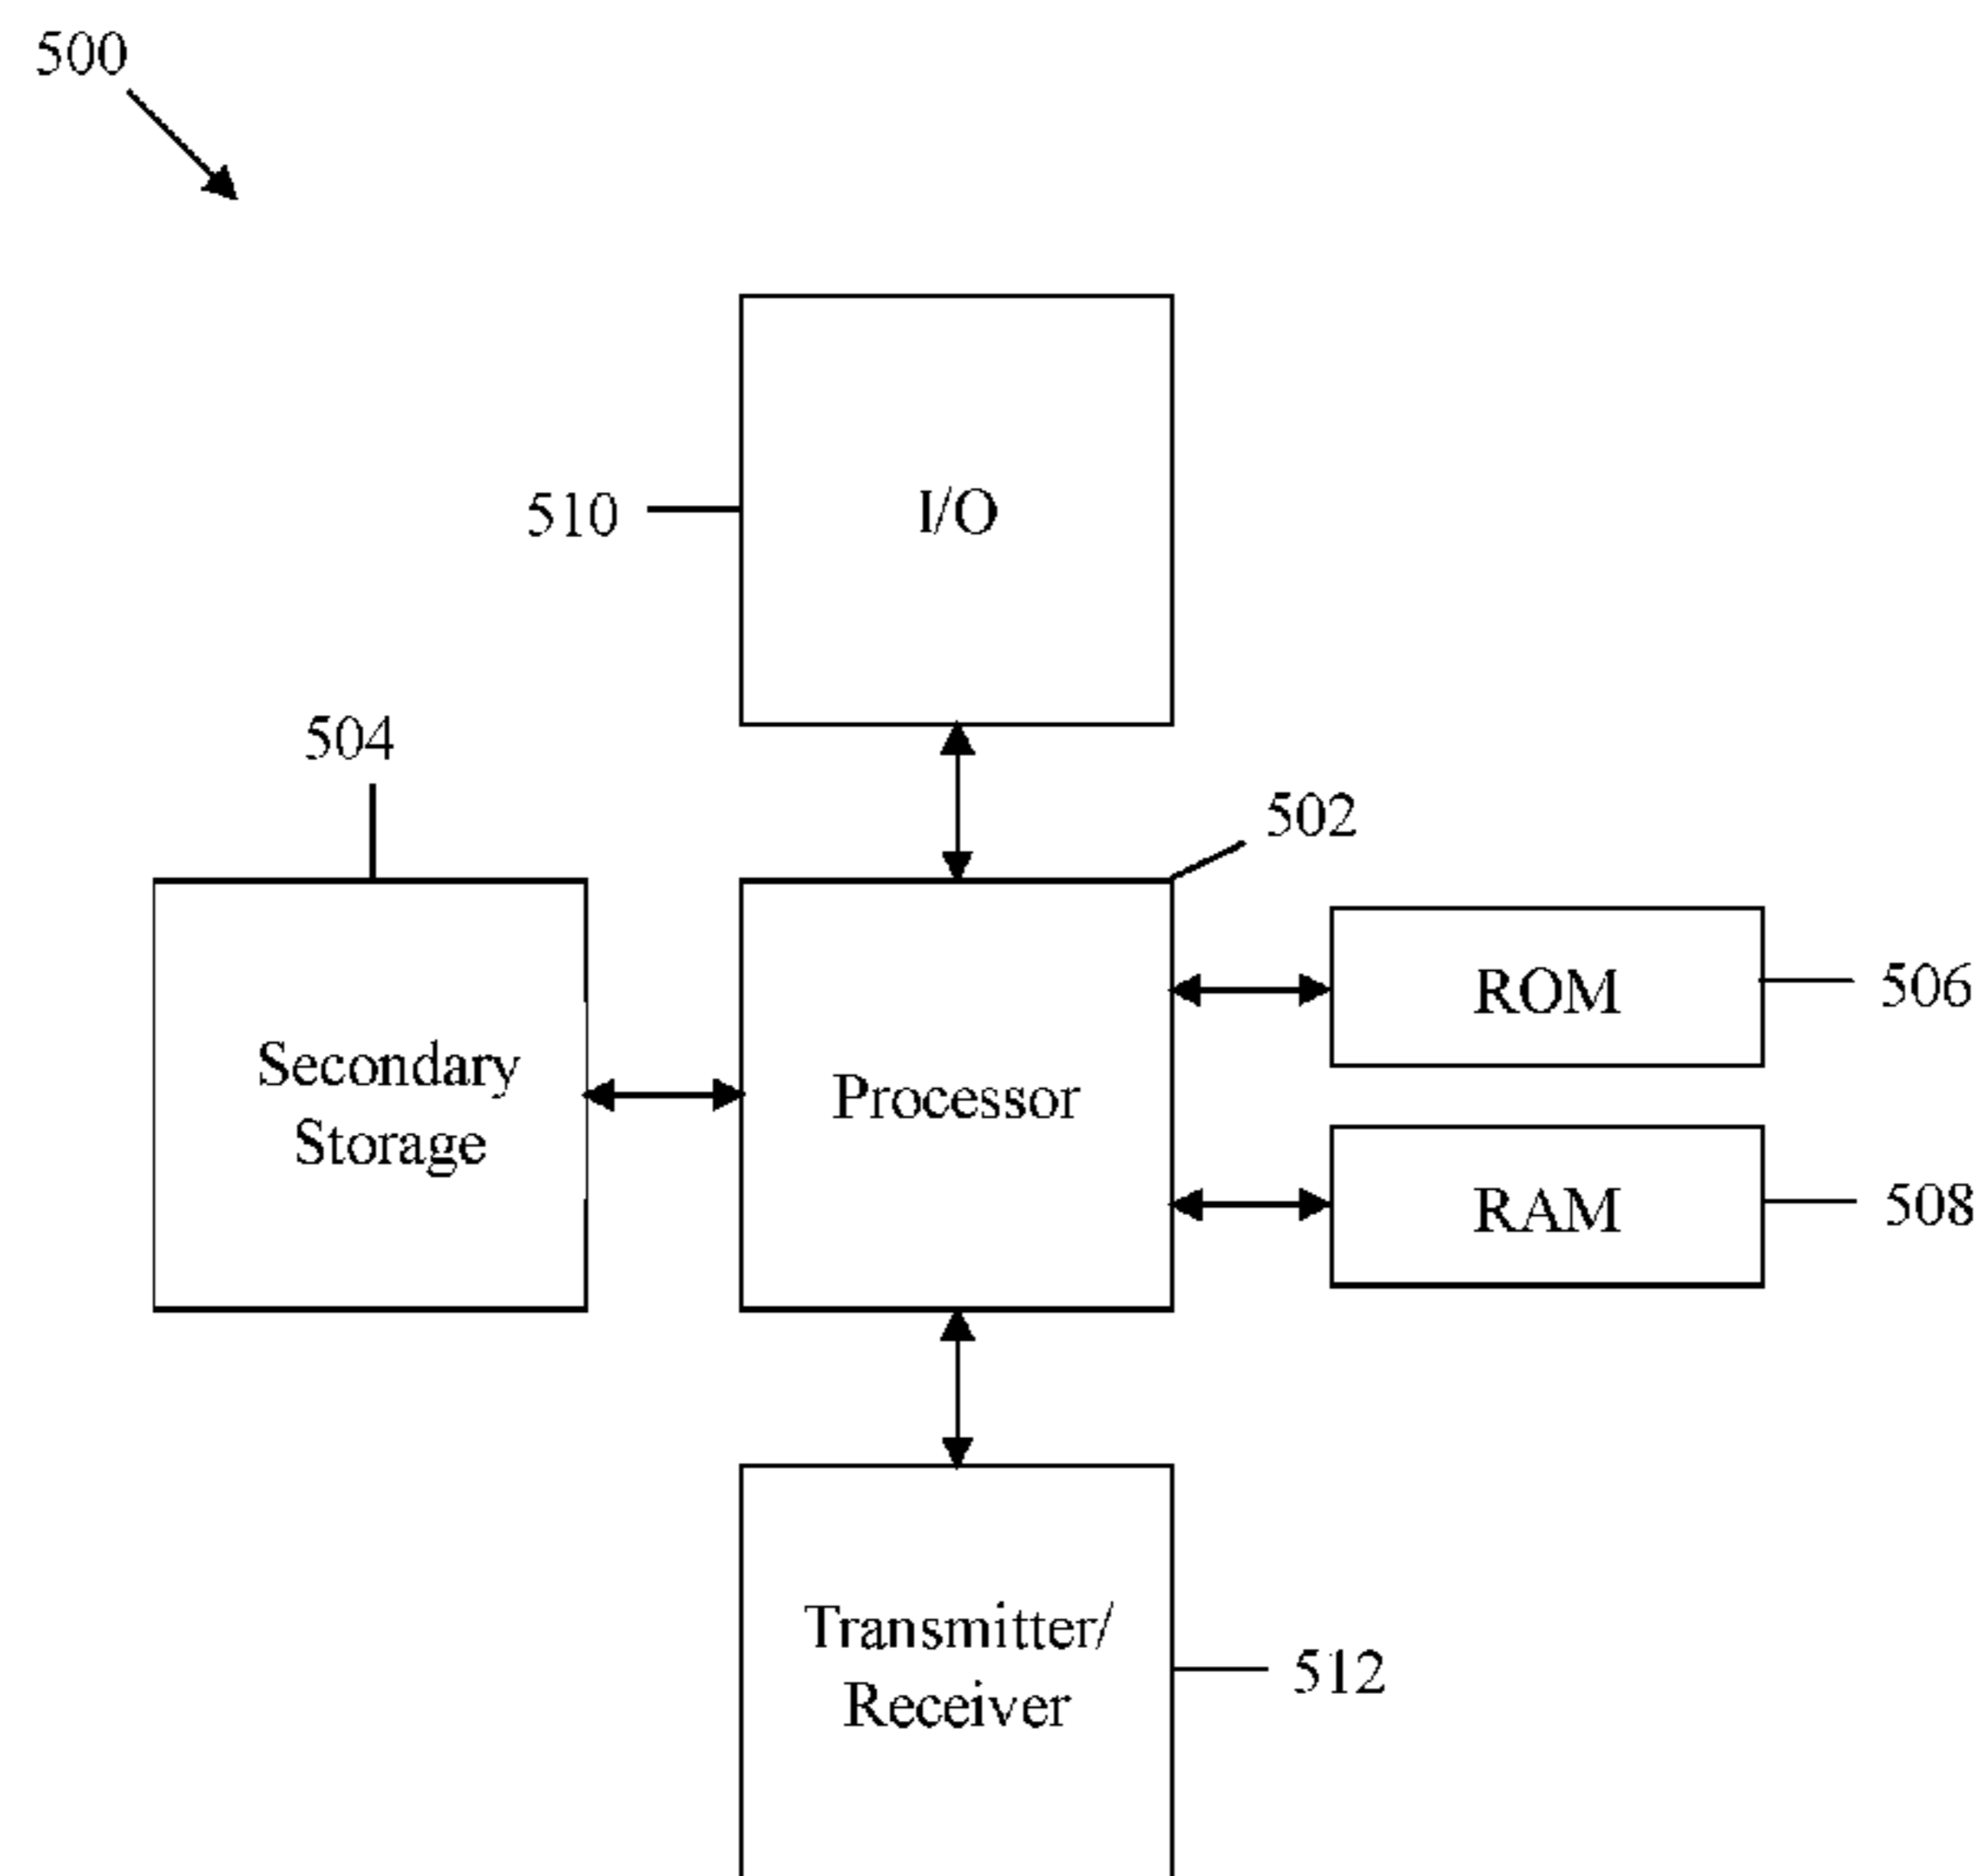 500
I/O
510
504
502
ROM
506
Secondary
Storage
Processor
RAM
508
Transmitter/
Receiver
512